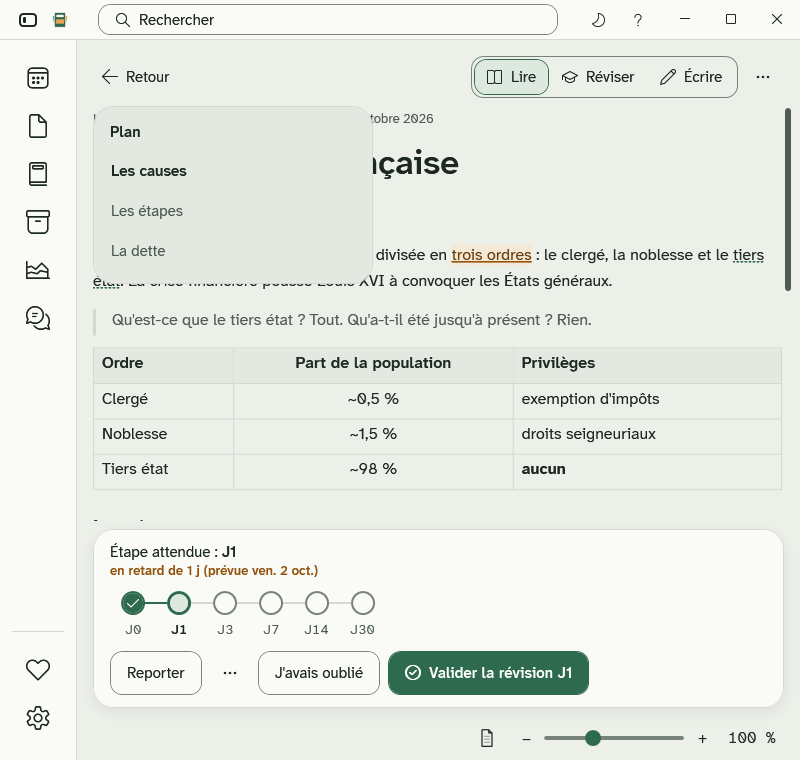 Rechercher
?
Retour
Lire
Réviser
Écrire
tobre 2026
Plan
Les causes
Les étapes
La dette
çaise
divisée en trois ordres : le clergé, la noblesse et le tiers
état. La crise financière pousse Louis XVI à convoquer les États généraux.
Qu'est-ce que le tiers état ? Tout. Qu'a-t-il été jusqu'à présent ? Rien.
Ordre Part de la population Privilèges
Clergé ~0,5 % exemption d'impôts
Noblesse ~1,5 % droits seigneuriaux
Tiers état ~98 % aucun
Étape attendue : J1
en retard de 1 j (prévue ven. 2 oct.)
J0 J1 J3 J7 J14 J30
Reporter
J'avais oublié
Valider la révision J1
– + 100 %